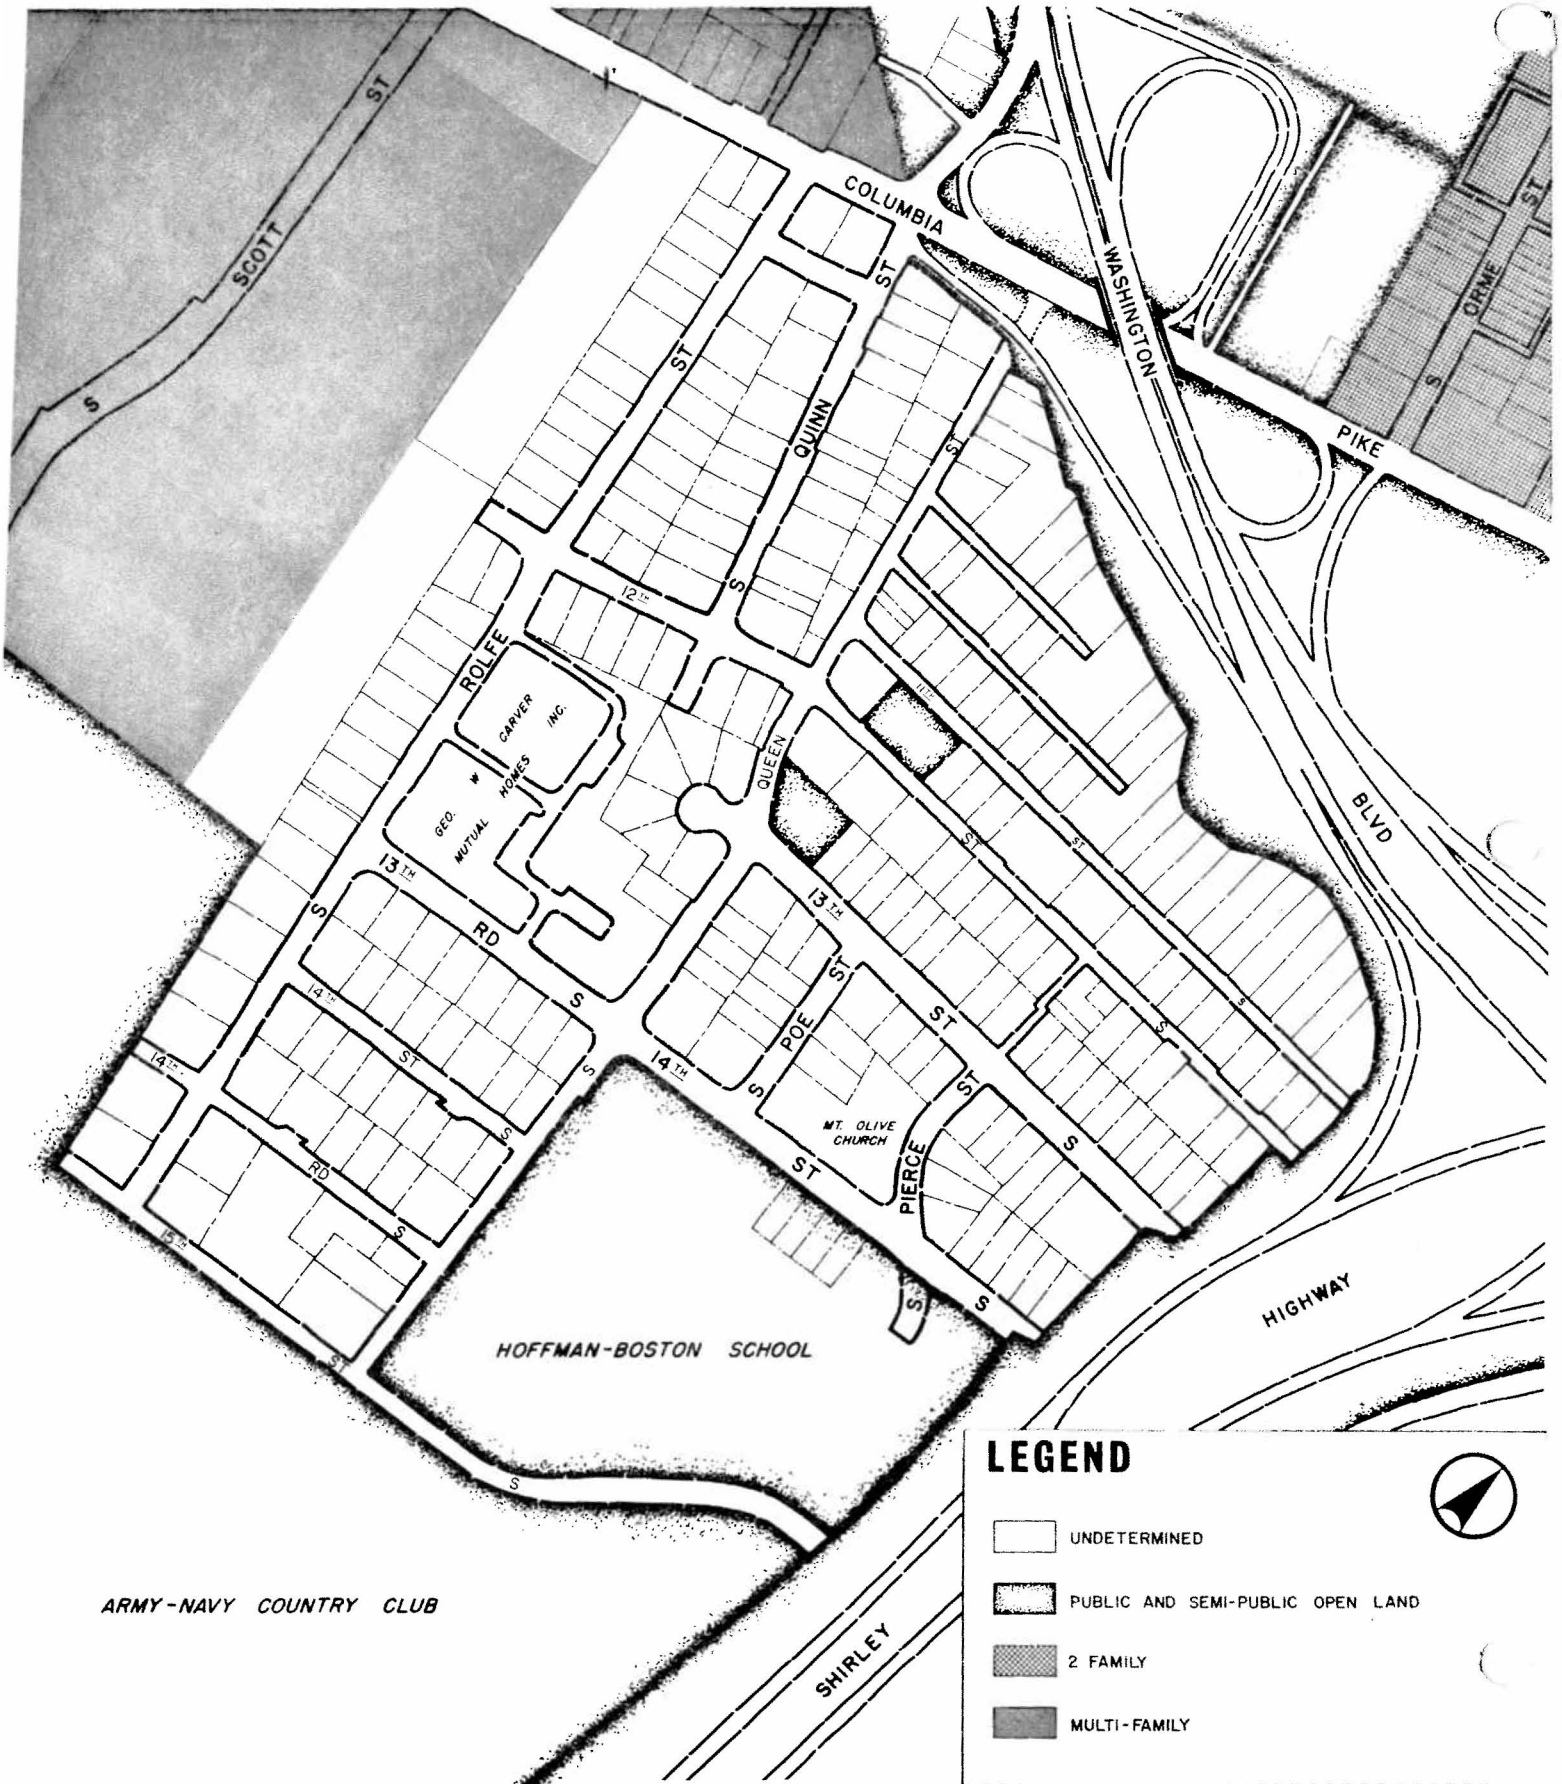 ST
SCOTT
S
COLUMBIA
PIKE
WASHINGTON
BLVD
ST
ORME
S
ST
QUINN
S
ST
ST
12TH
ROLFE
S
CARVER INC.
HOMES
GEO. W
MUTUAL
QUEEN
11TH
ST
S
ST
S
13TH
RD
S
13TH
ST
S
14TH
ST
S
14TH
RD
S
15TH
ST
S
S
14TH
ST
S
POE
ST
S
ST
PIERCE
S
MT. OLIVE
CHURCH
HOFFMAN-BOSTON SCHOOL
ARMY-NAVY COUNTRY CLUB
SHIRLEY
HIGHWAY
LEGEND
UNDETERMINED
PUBLIC AND SEMI-PUBLIC OPEN LAND
2 FAMILY
MULTI-FAMILY